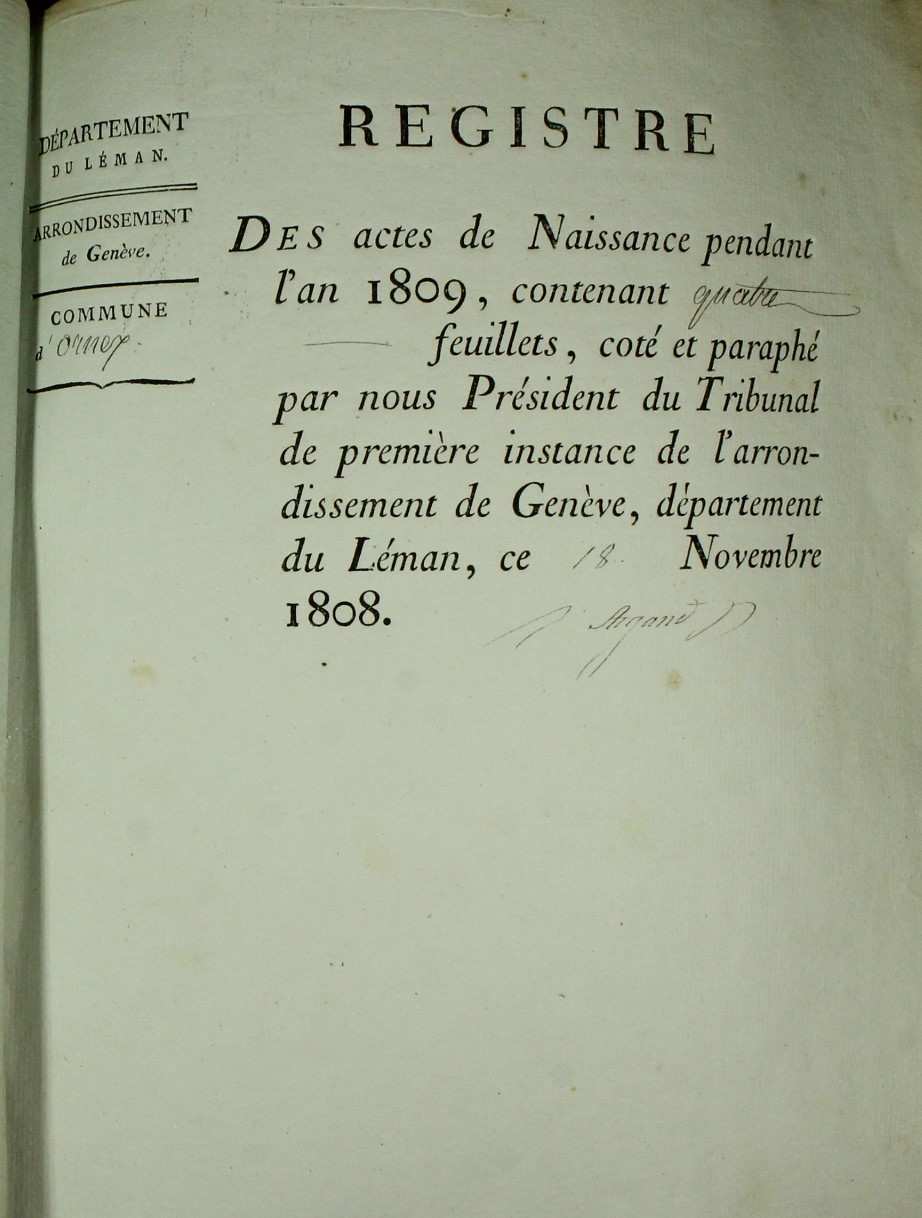 DÉPARTEMENT
DU LÉMAN.
ARRONDISSEMENT
de Genève.
COMMUNE
d'Ornex.
REGISTRE
DES actes de Naissance pendant
l'an 1809, contenant quatre
feuillets, coté et paraphé
par nous Président du Tribunal
de première instance de l'arron-
dissement de Genève, département
du Léman, ce 18 Novembre
1808.
Argand